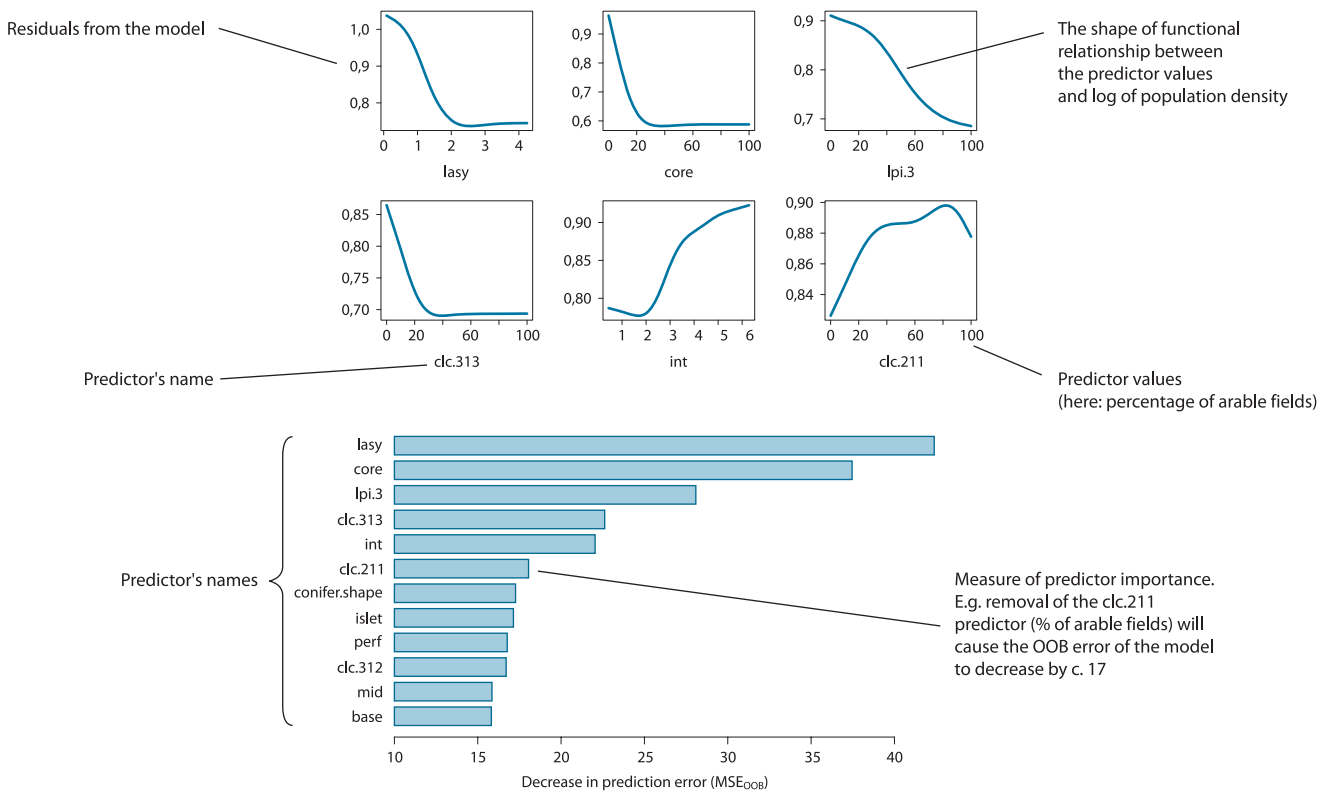 Residuals from the model
1,0
0,9
0,8
0 1 2 3 4
lasy
0,9
0,8
0,7
0,6
0 20 60 100
core
0,9
0,8
0,7
0 20 60 100
lpi.3
The shape of functional
relationship between
the predictor values
and log of population density
0,85
0,80
0,75
0,70
0 20 60 100
clc.313
0,90
0,85
0,80
1 2 3 4 5 6
int
0,90
0,88
0,86
0,84
0 20 60 100
clc.211
Predictor's name
Predictor values
(here: percentage of arable fields)
Predictor's names
lasy
core
lpi.3
clc.313
int
clc.211
conifer.shape
islet
perf
clc.312
mid
base
Measure of predictor importance.
E.g. removal of the clc.211
predictor (% of arable fields) will
cause the OOB error of the model
to decrease by c. 17
10 15 20 25 30 35 40
Decrease in prediction error (MSEOOB)